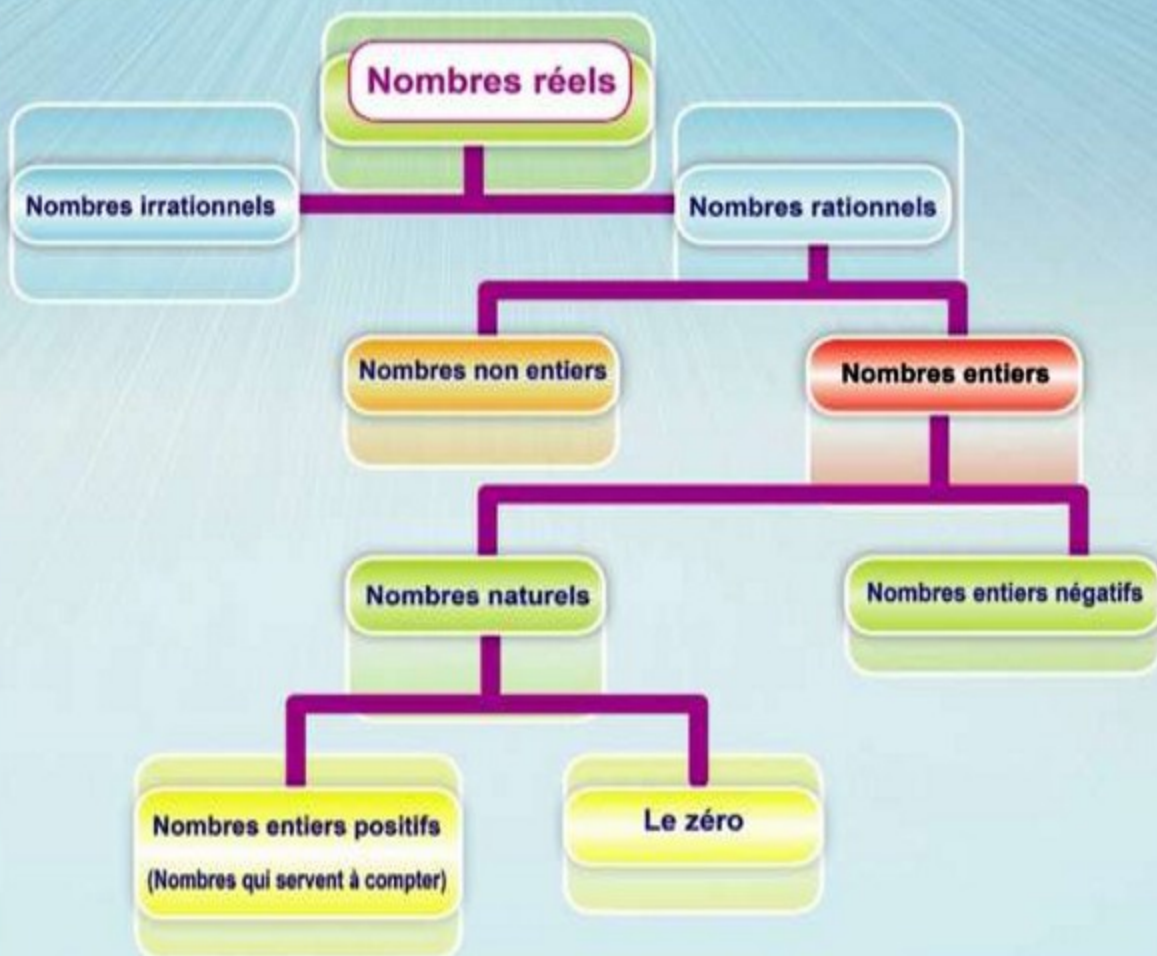 Nombres réels
Nombres irrationnels
Nombres rationnels
Nombres non entiers
Nombres entiers
Nombres naturels
Nombres entiers négatifs
Nombres entiers positifs
(Nombres qui servent à compter)
Le zéro